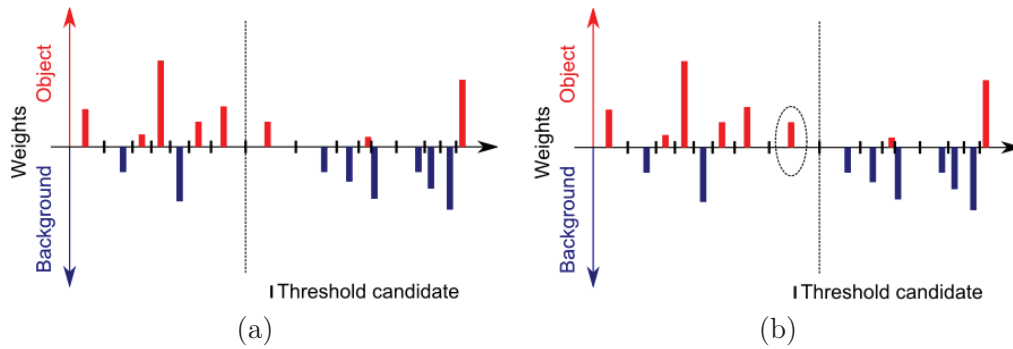 Weights
Object
Background
Threshold candidate
(a)
Weights
Object
Background
Threshold candidate
(b)